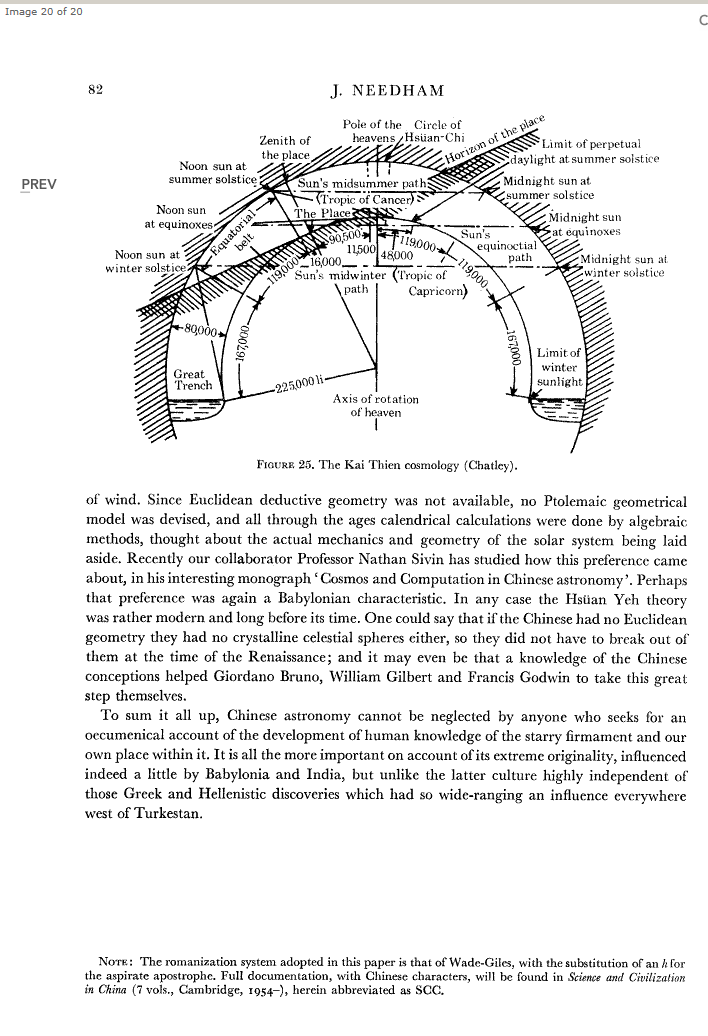 Image 20 of 20
C
82
J. NEEDHAM
PREV
Pole of the
heavens
Circle of
Hsüan-Chi
Horizon of the place
Zenith of
the place
Limit of perpetual
daylight at summer solstice
Noon sun at
summer solstice
Sun's midsummer path
(Tropic of Cancer)
Midnight sun at
summer solstice
Noon sun
at equinoxes
The Place
Midnight sun
at equinoxes
Equatorial
belt
90,500
11,500
119,000
48,000
Sun's
equinoctial
path
Noon sun at
winter solstice
119,000
16,000
119,000
Midnight sun at
winter solstice
Sun's midwinter (Tropic of
path Capricorn)
80,000
167,000
167,000
Great
Trench
225,000 li
Limit of
winter
sunlight
Axis of rotation
of heaven
FIGURE 25. The Kai Thien cosmology (Chatley).
of wind. Since Euclidean deductive geometry was not available, no Ptolemaic geometrical
model was devised, and all through the ages calendrical calculations were done by algebraic
methods, thought about the actual mechanics and geometry of the solar system being laid
aside. Recently our collaborator Professor Nathan Sivin has studied how this preference came
about, in his interesting monograph ‘Cosmos and Computation in Chinese astronomy’. Perhaps
that preference was again a Babylonian characteristic. In any case the Hsüan Yeh theory
was rather modern and long before its time. One could say that if the Chinese had no Euclidean
geometry they had no crystalline celestial spheres either, so they did not have to break out of
them at the time of the Renaissance; and it may even be that a knowledge of the Chinese
conceptions helped Giordano Bruno, William Gilbert and Francis Godwin to take this great
step themselves.
To sum it all up, Chinese astronomy cannot be neglected by anyone who seeks for an
oecumenical account of the development of human knowledge of the starry firmament and our
own place within it. It is all the more important on account of its extreme originality, influenced
indeed a little by Babylonia and India, but unlike the latter culture highly independent of
those Greek and Hellenistic discoveries which had so wide-ranging an influence everywhere
west of Turkestan.
NOTE: The romanization system adopted in this paper is that of Wade-Giles, with the substitution of an h for
the aspirate apostrophe. Full documentation, with Chinese characters, will be found in Science and Civilization
in China (7 vols., Cambridge, 1954–), herein abbreviated as SCC.